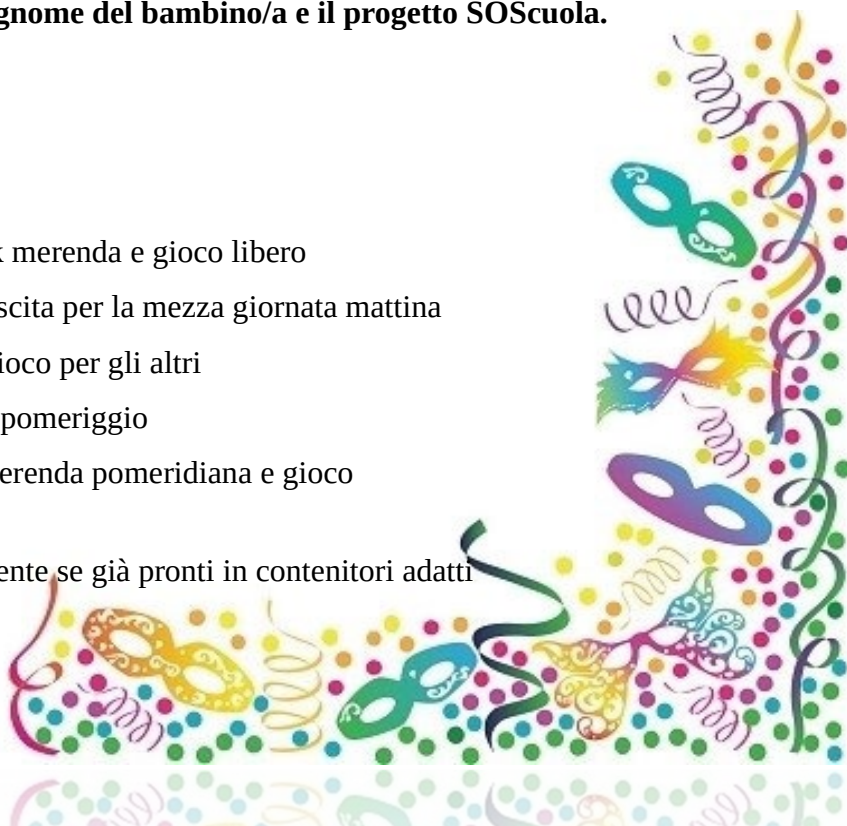 gnome del bambino/a e il progetto SOScuola.
merenda e gioco libero
scita per la mezza giornata mattina
ioco per gli altri
pomeriggio
erenda pomeridiana e gioco
ente se già pronti in contenitori adatti